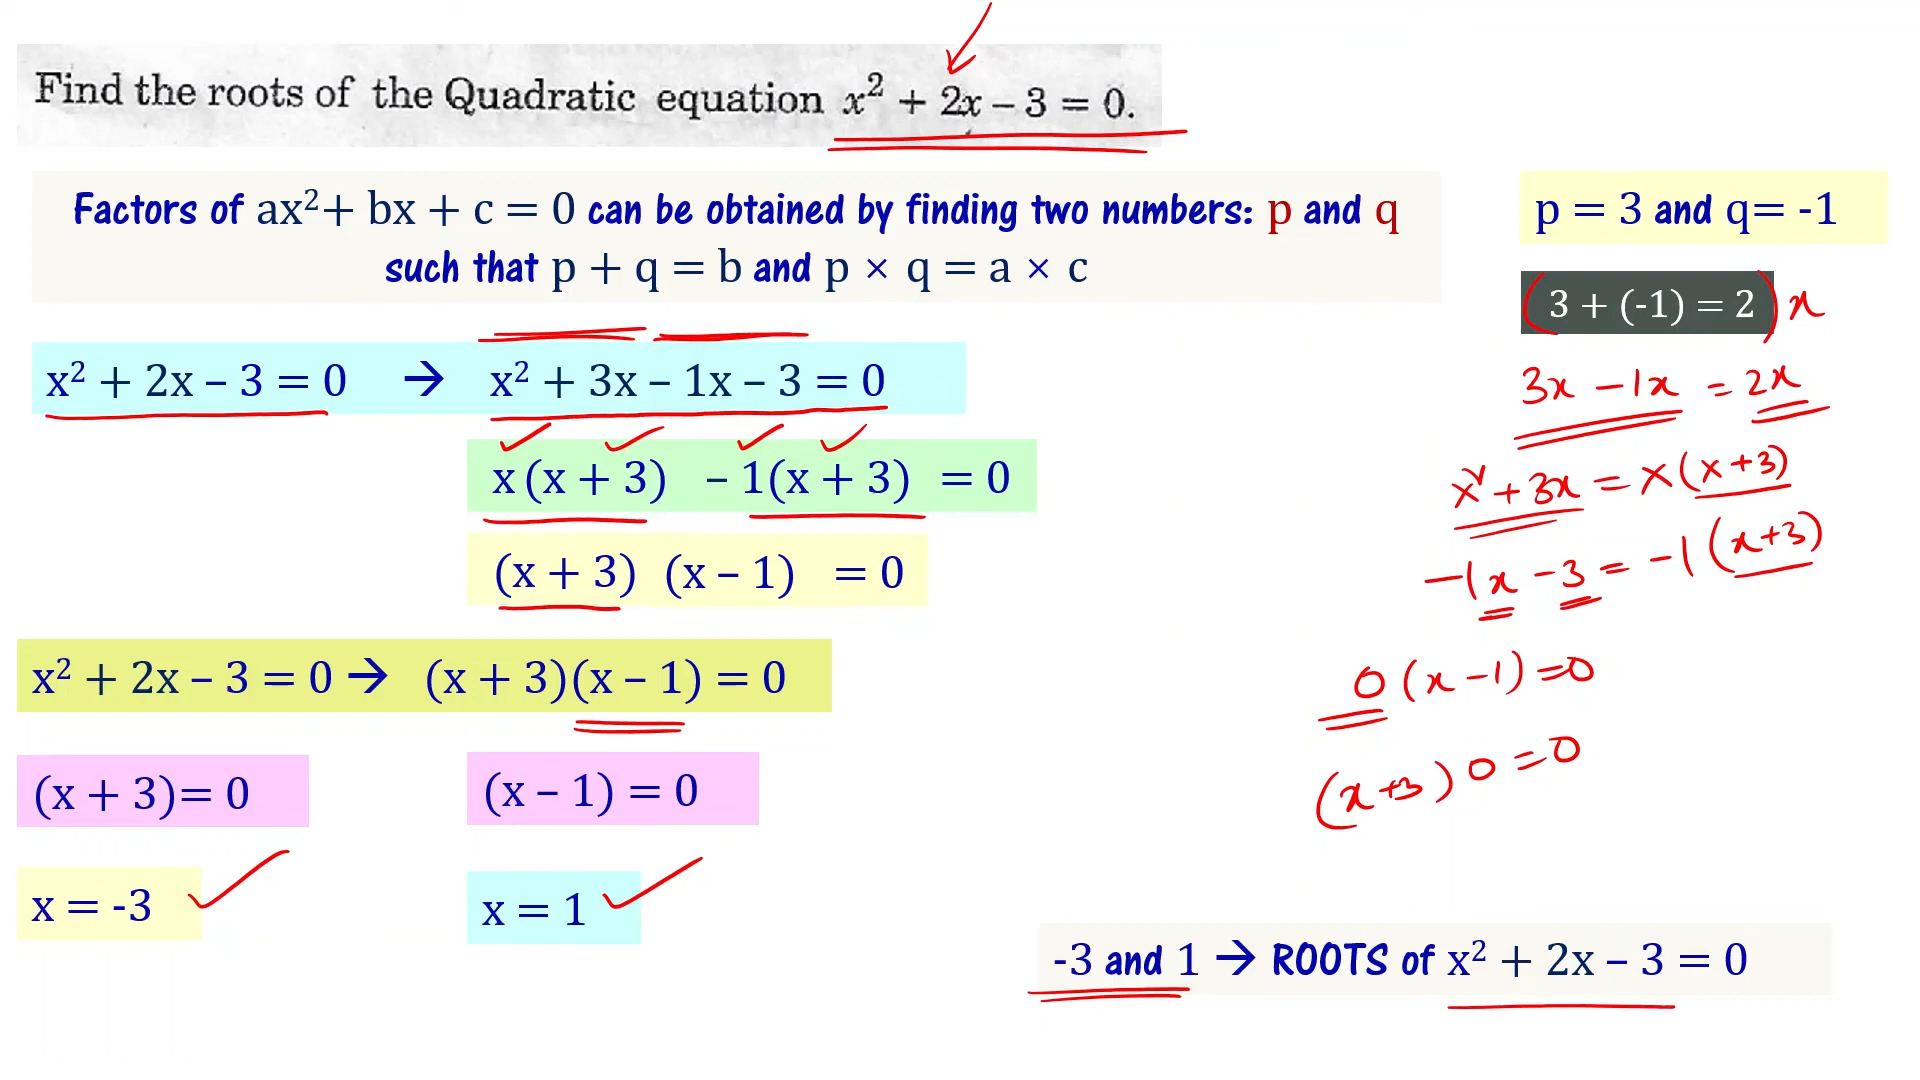 Find the roots of the Quadratic equation x² + 2x – 3 = 0.
Factors of ax²+ bx + c = 0 can be obtained by finding two numbers: p and q
such that p + q = b and p × q = a × c
p = 3 and q= -1
3 + (-1) = 2 x
3x – 1x = 2x
x² + 2x – 3 = 0 → x² + 3x – 1x – 3 = 0
x (x + 3) – 1(x + 3) = 0
x² + 3x = x (x+3)
(x + 3) (x – 1) = 0
–1x – 3 = –1 (x+3)
x² + 2x – 3 = 0 → (x + 3)(x – 1) = 0
0 (x – 1) = 0
(x + 3)= 0 (x – 1) = 0
(x+3) 0 = 0
x = -3 x = 1
-3 and 1 → ROOTS of x² + 2x – 3 = 0